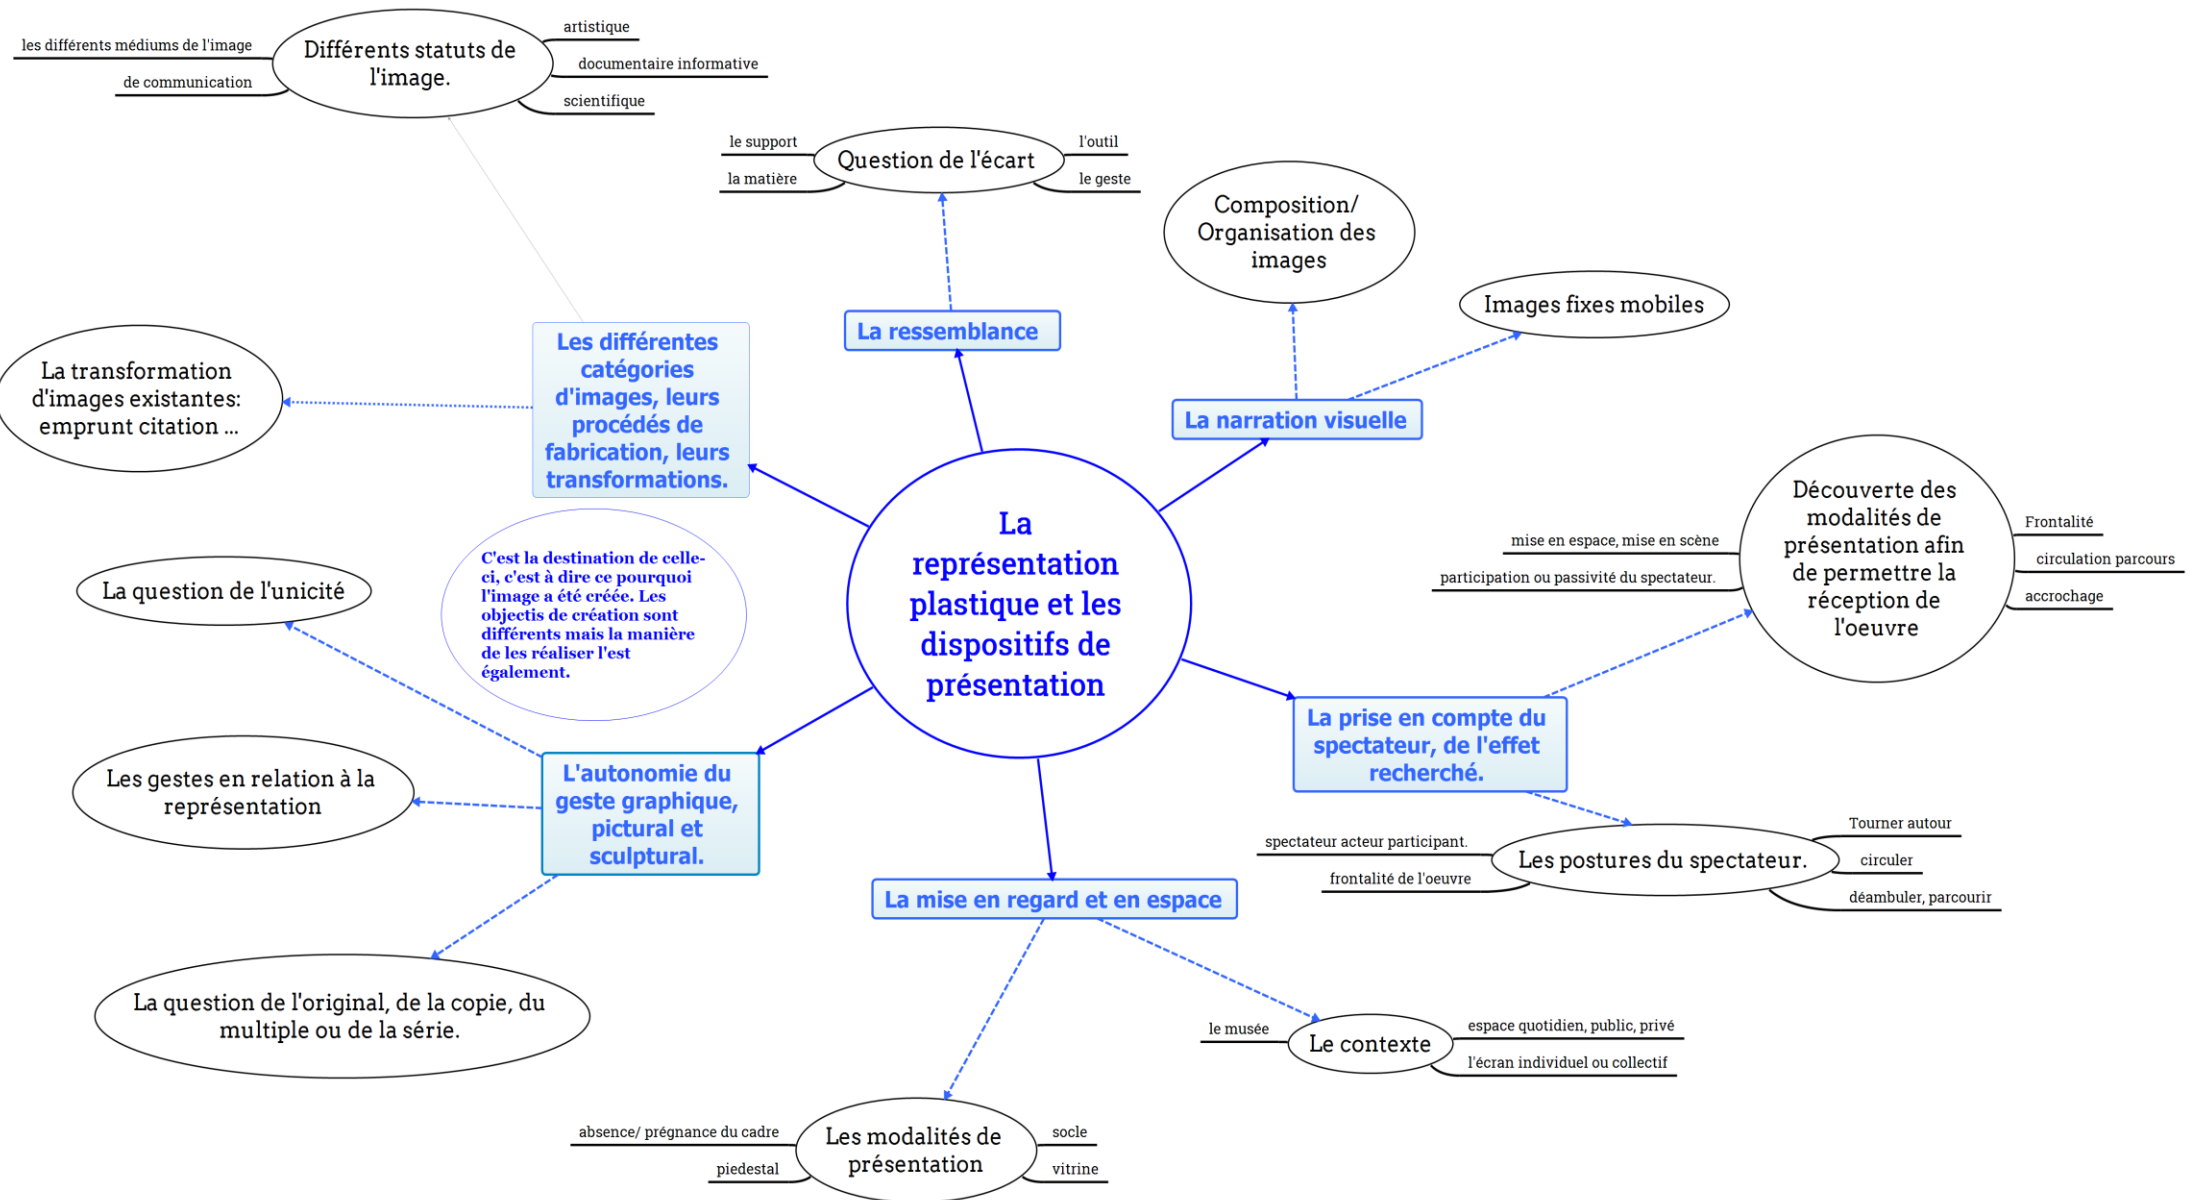 les différents médiums de l'image
de communication
Différents statuts de
l'image.
artistique
documentaire informative
scientifique
le support
la matière
Question de l'écart
l'outil
le geste
Composition/
Organisation des
images
Images fixes mobiles
La ressemblance
La narration visuelle
Les différentes
catégories
d'images, leurs
procédés de
fabrication, leurs
transformations.
La transformation
d'images existantes:
emprunt citation ...
La
représentation
plastique et les
dispositifs de
présentation
C'est la destination de celle-
ci, c'est à dire ce pourquoi
l'image a été créée. Les
objectis de création sont
différents mais la manière
de les réaliser l'est
également.
mise en espace, mise en scène
participation ou passivité du spectateur.
Découverte des
modalités de
présentation afin
de permettre la
réception de
l'oeuvre
Frontalité
circulation parcours
accrochage
La question de l'unicité
Les gestes en relation à la
représentation
L'autonomie du
geste graphique,
pictural et
sculptural.
La question de l'original, de la copie, du
multiple ou de la série.
La prise en compte du
spectateur, de l'effet
recherché.
spectateur acteur participant.
frontalité de l'oeuvre
Les postures du spectateur.
Tourner autour
circuler
déambuler, parcourir
La mise en regard et en espace
le musée
Le contexte
espace quotidien, public, privé
l'écran individuel ou collectif
absence/ prégnance du cadre
piedestal
Les modalités de
présentation
socle
vitrine